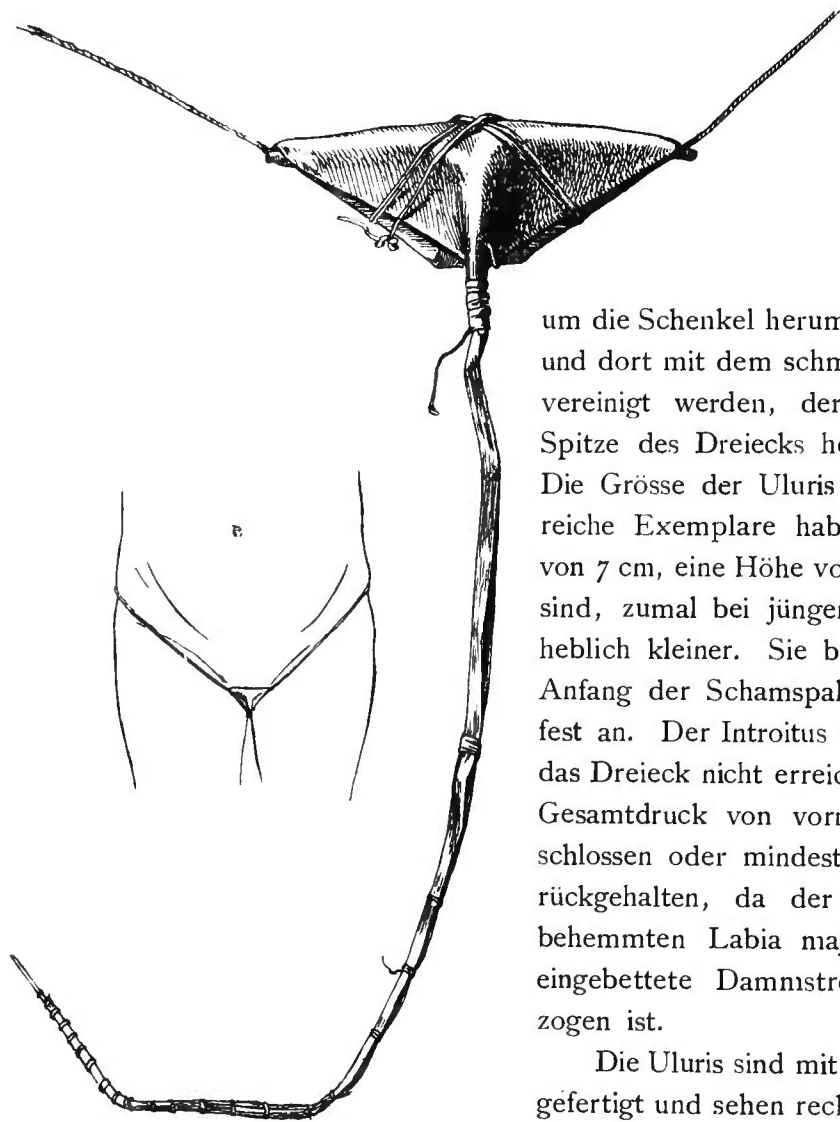 um die Schenkel herum
und dort mit dem schm
vereinigt werden, der
Spitze des Dreiecks he
Die Grösse der Uluris
reiche Exemplare hab
von 7 cm, eine Höhe vo
sind, zumal bei jünger
heblich kleiner. Sie b
Anfang der Schamspal
fest an. Der Introitus
das Dreieck nicht erreic
Gesamtdruck von vorn
schlossen oder mindest
rückgehalten, da der
behemmten Labia maj
eingebettete Dammstre
zogen ist.
Die Uluris sind mit
gefertigt und sehen recl